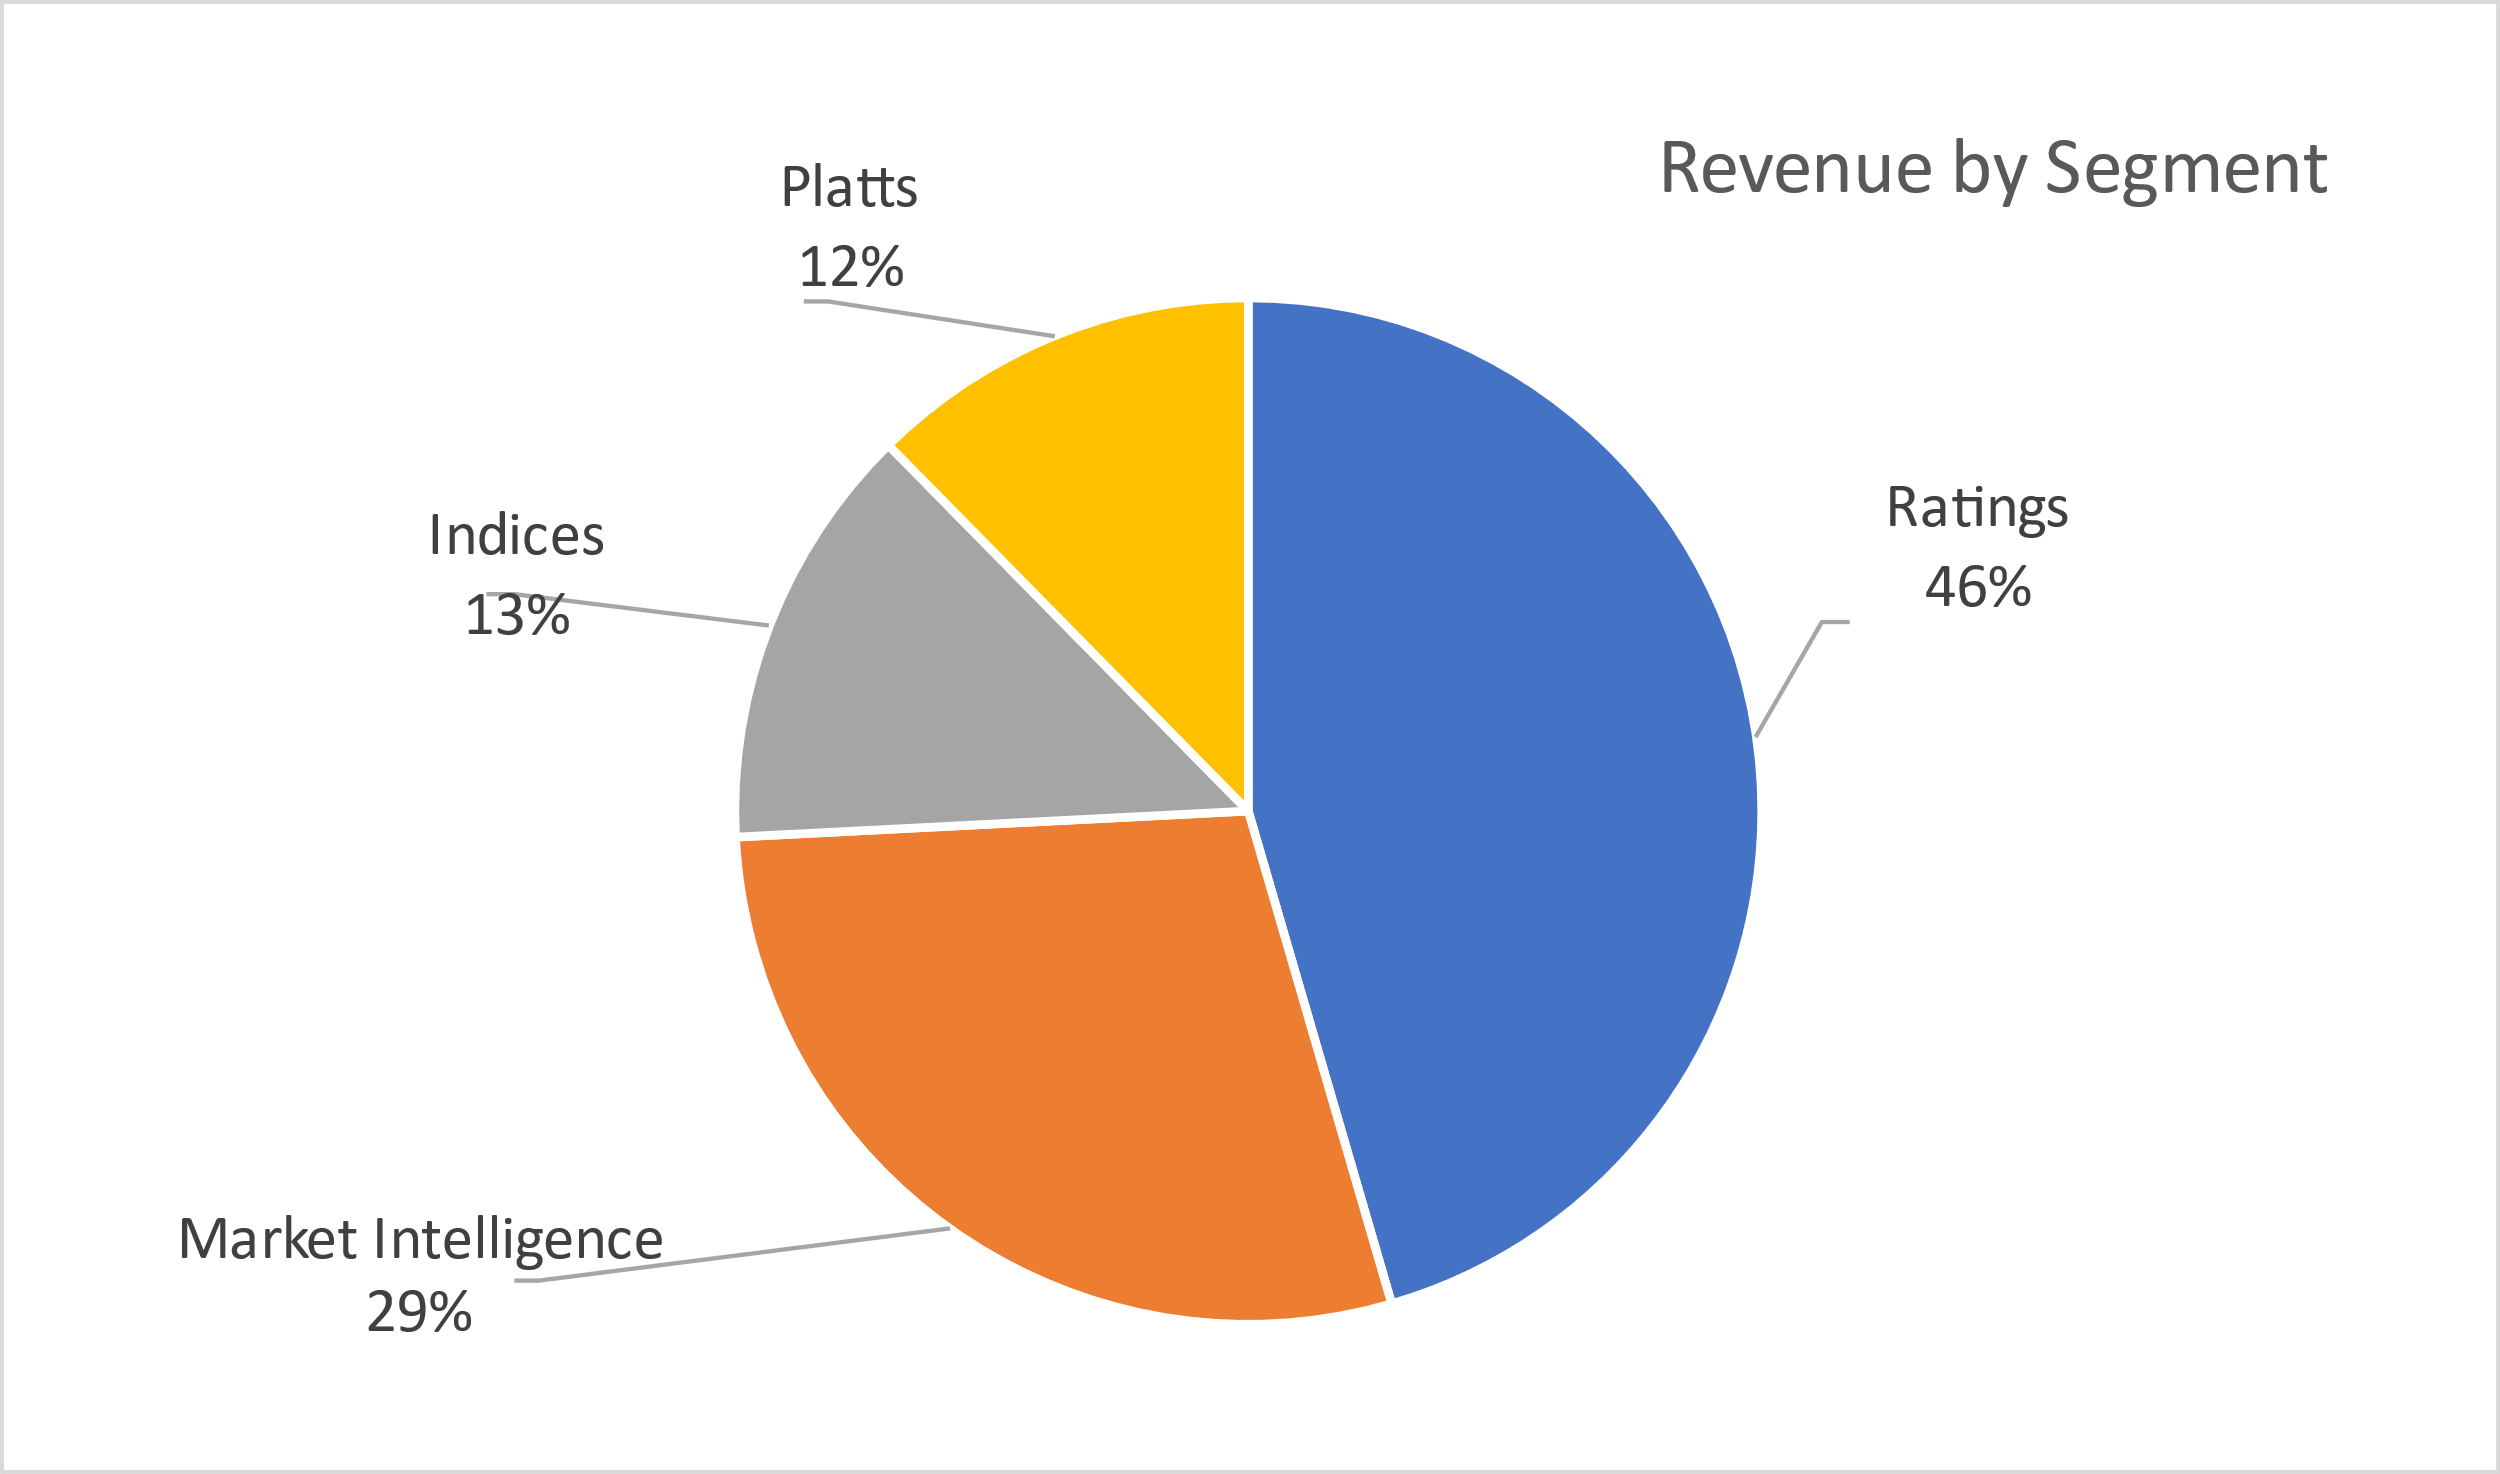 Revenue by Segment
Platts
12%
Ratings
46%
Indices
13%
Market Intelligence
29%